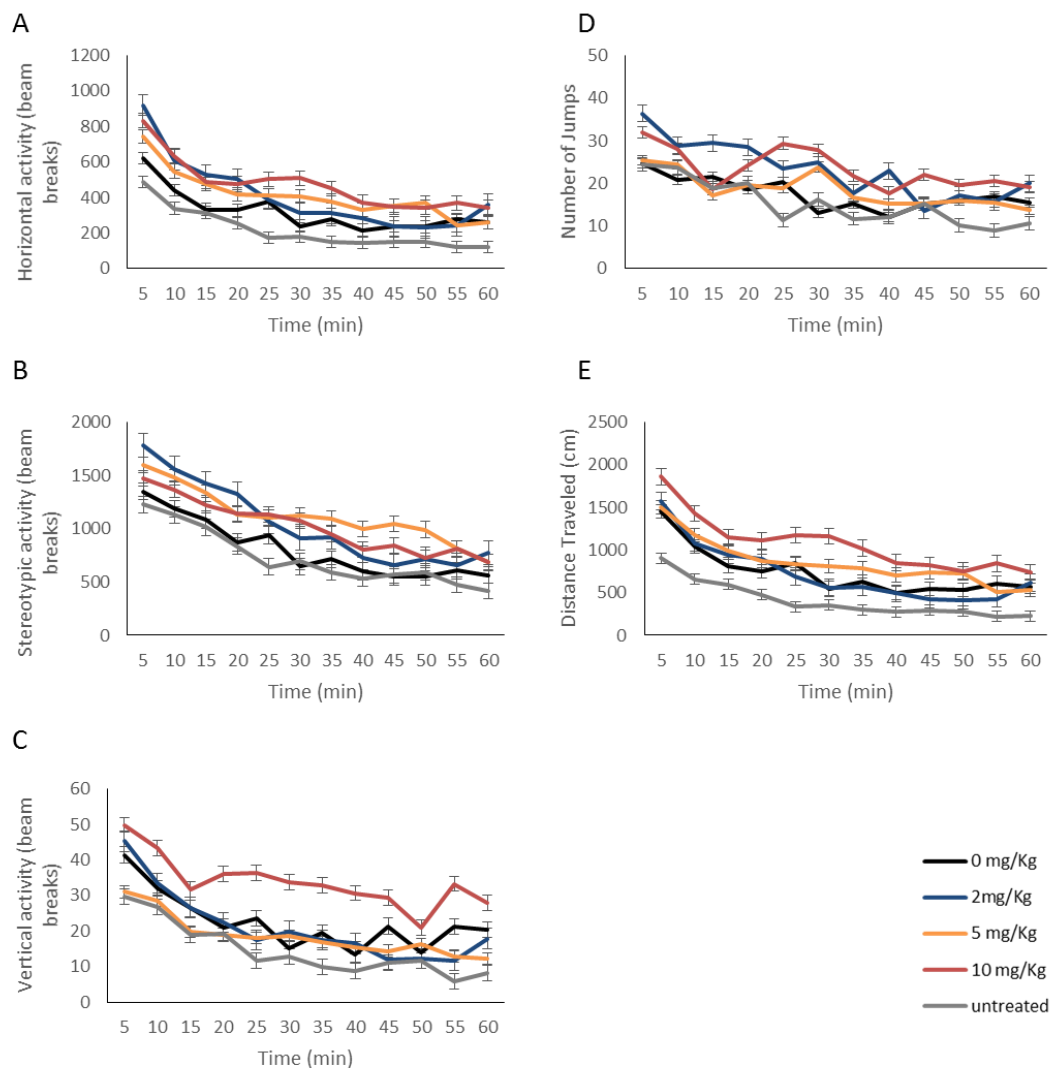 A
Horizontal activity (beam
breaks)
1200
1000
800
600
400
200
0
5 10 15 20 25 30 35 40 45 50 55 60
Time (min)
D
Number of Jumps
50
40
30
20
10
0
5 10 15 20 25 30 35 40 45 50 55 60
Time (min)
B
Stereotypic activity (beam
breaks)
2000
1500
1000
500
0
5 10 15 20 25 30 35 40 45 50 55 60
Time (min)
E
Distance Traveled (cm)
2500
2000
1500
1000
500
0
5 10 15 20 25 30 35 40 45 50 55 60
Time (min)
C
Vertical activity (beam
breaks)
60
50
40
30
20
10
0
5 10 15 20 25 30 35 40 45 50 55 60
Time (min)
0 mg/Kg
2mg/Kg
5 mg/Kg
10 mg/Kg
untreated